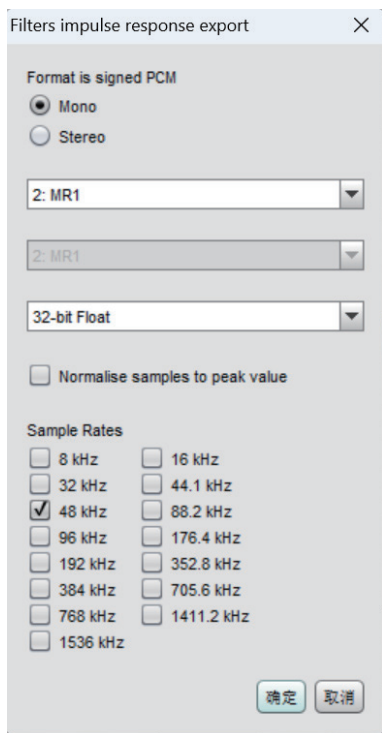 Filters impulse response export
Format is signed PCM
Mono
Stereo
2: MR1
2: MR1
32-bit Float
Normalise samples to peak value
Sample Rates
8 kHz 16 kHz
32 kHz 44.1 kHz
48 kHz 88.2 kHz
96 kHz 176.4 kHz
192 kHz 352.8 kHz
384 kHz 705.6 kHz
768 kHz 1411.2 kHz
1536 kHz
确定 取消